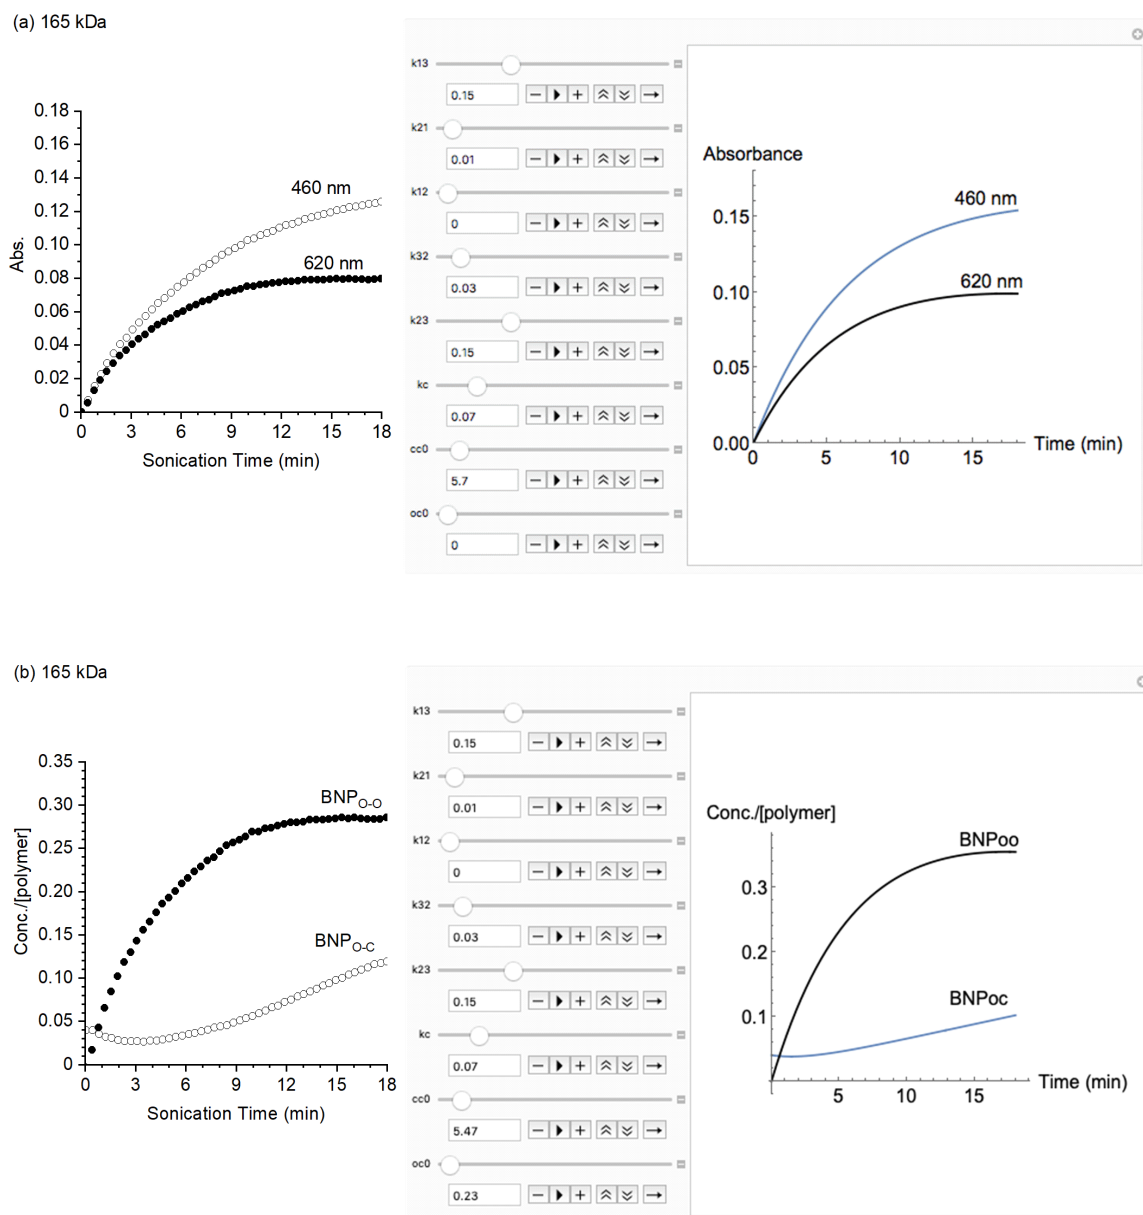 (a) 165 kDa
0.18
0.16
0.14
0.12
0.10
0.08
0.06
0.04
0.02
0
Abs.
460 nm
620 nm
0 3 6 9 12 15 18
Sonication Time (min)
k13
0.15
k21
0.01
k12
0
k32
0.03
k23
0.15
kc
0.07
cc0
5.7
oc0
0
Absorbance
0.15
0.10
0.05
0.00
460 nm
620 nm
0 5 10 15
Time (min)
(b) 165 kDa
0.35
0.30
0.25
0.20
0.15
0.10
0.05
0
Conc./[polymer]
BNPO-O
BNPO-C
0 3 6 9 12 15 18
Sonication Time (min)
k13
0.15
k21
0.01
k12
0
k32
0.03
k23
0.15
kc
0.07
cc0
5.47
oc0
0.23
Conc./[polymer]
0.3
0.2
0.1
BNPoo
BNPoc
5 10 15
Time (min)